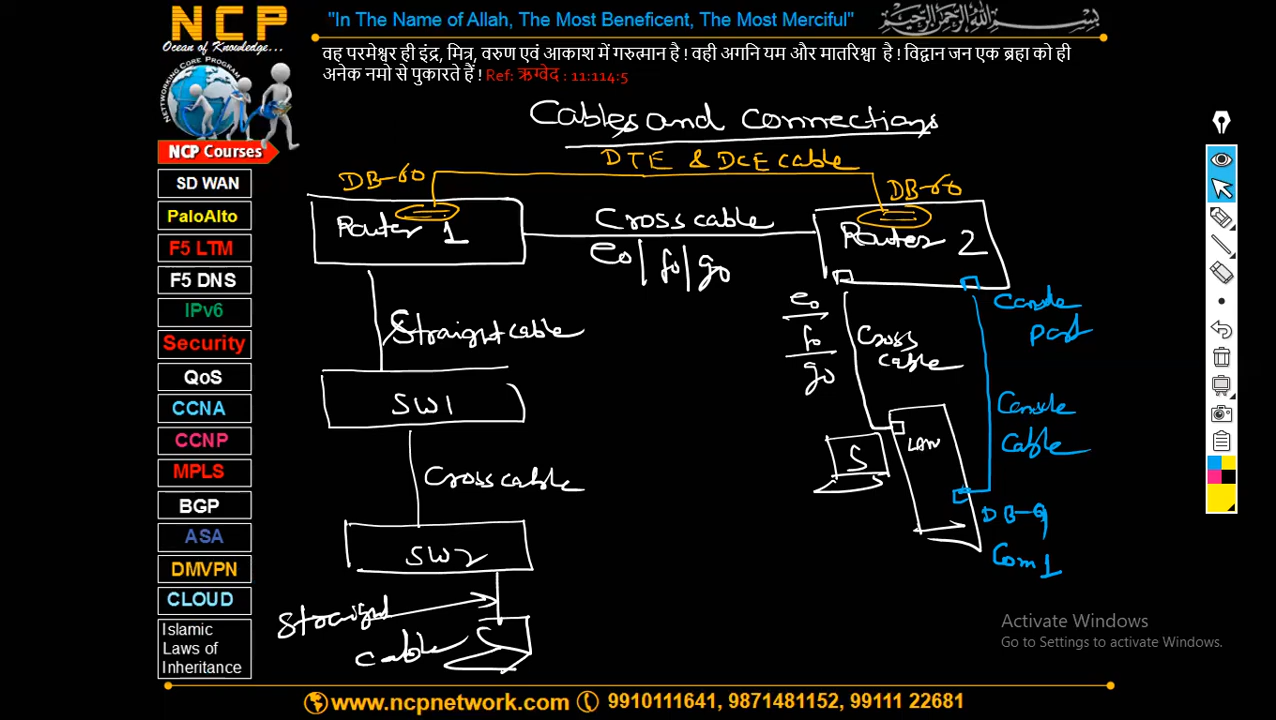 NCP
Ocean of Knowledge...
"In The Name of Allah, The Most Beneficent, The Most Merciful"
بِسْمِ اللَّهِ الرَّحْمَٰنِ الرَّحِيمِ
वह परमेश्वर ही इंद्र, मित्र, वरुण एवं आकाश में गरुत्मान है ! वही अगनि यम और मातरिश्वा है ! विद्वान जन एक ब्रहा को ही
अनेक नमो से पुकारते हैं ! Ref: ऋग्वेद : 11:114:5
NETWORKING CORE PROGRAM
NCP Courses
SD WAN
PaloAlto
F5 LTM
F5 DNS
IPv6
Security
QoS
CCNA
CCNP
MPLS
BGP
ASA
DMVPN
CLOUD
Islamic
Laws of
Inheritance
Cables and connections
DTE & DCE cable
DB-60
DB-60
Router 1
Cross cable
e0 | f0 | g0
Router 2
Straight cable
SW1
Cross cable
SW2
Straight
cable
e0
f0
g0
Cross
cable
LAN
S
Console
port
Console
Cable
DB-9
Com1
Activate Windows
Go to Settings to activate Windows.
www.ncpnetwork.com 9910111641, 9871481152, 99111 22681